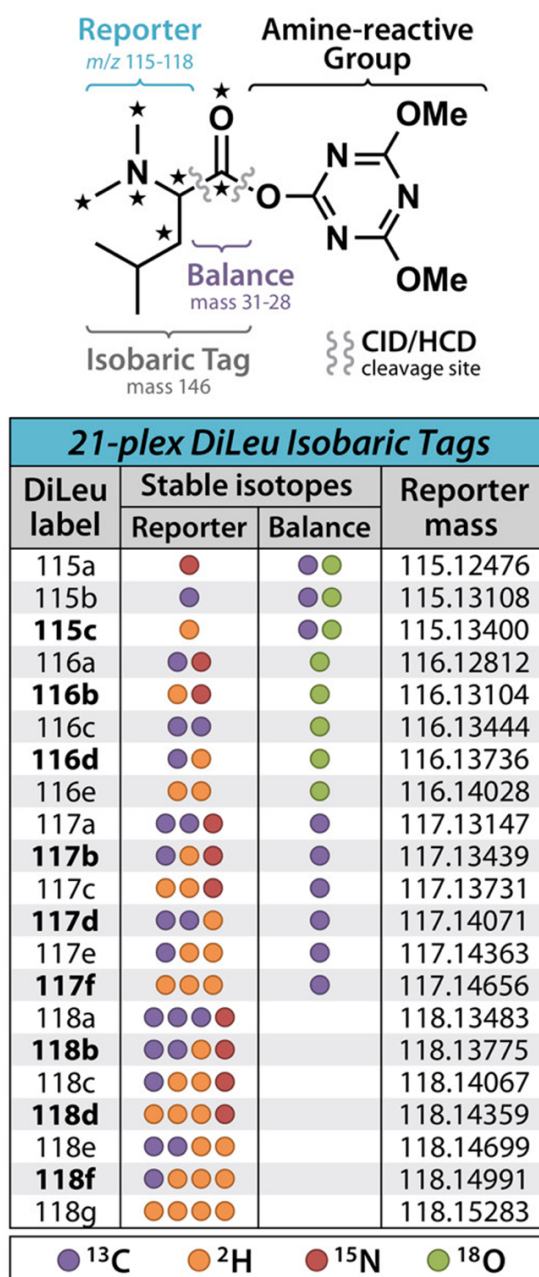 Reporter
m/z 115-118
Amine-reactive
Group
O
OMe
N
N
O
N
N
OMe
Balance
mass 31-28
Isobaric Tag
mass 146
CID/HCD
cleavage site
21-plex DiLeu Isobaric Tags
DiLeu label Stable isotopes Reporter mass
Reporter Balance
115a 115.12476
115b 115.13108
115c 115.13400
116a 116.12812
116b 116.13104
116c 116.13444
116d 116.13736
116e 116.14028
117a 117.13147
117b 117.13439
117c 117.13731
117d 117.14071
117e 117.14363
117f 117.14656
118a 118.13483
118b 118.13775
118c 118.14067
118d 118.14359
118e 118.14699
118f 118.14991
118g 118.15283
¹³C ²H ¹⁵N ¹⁸O